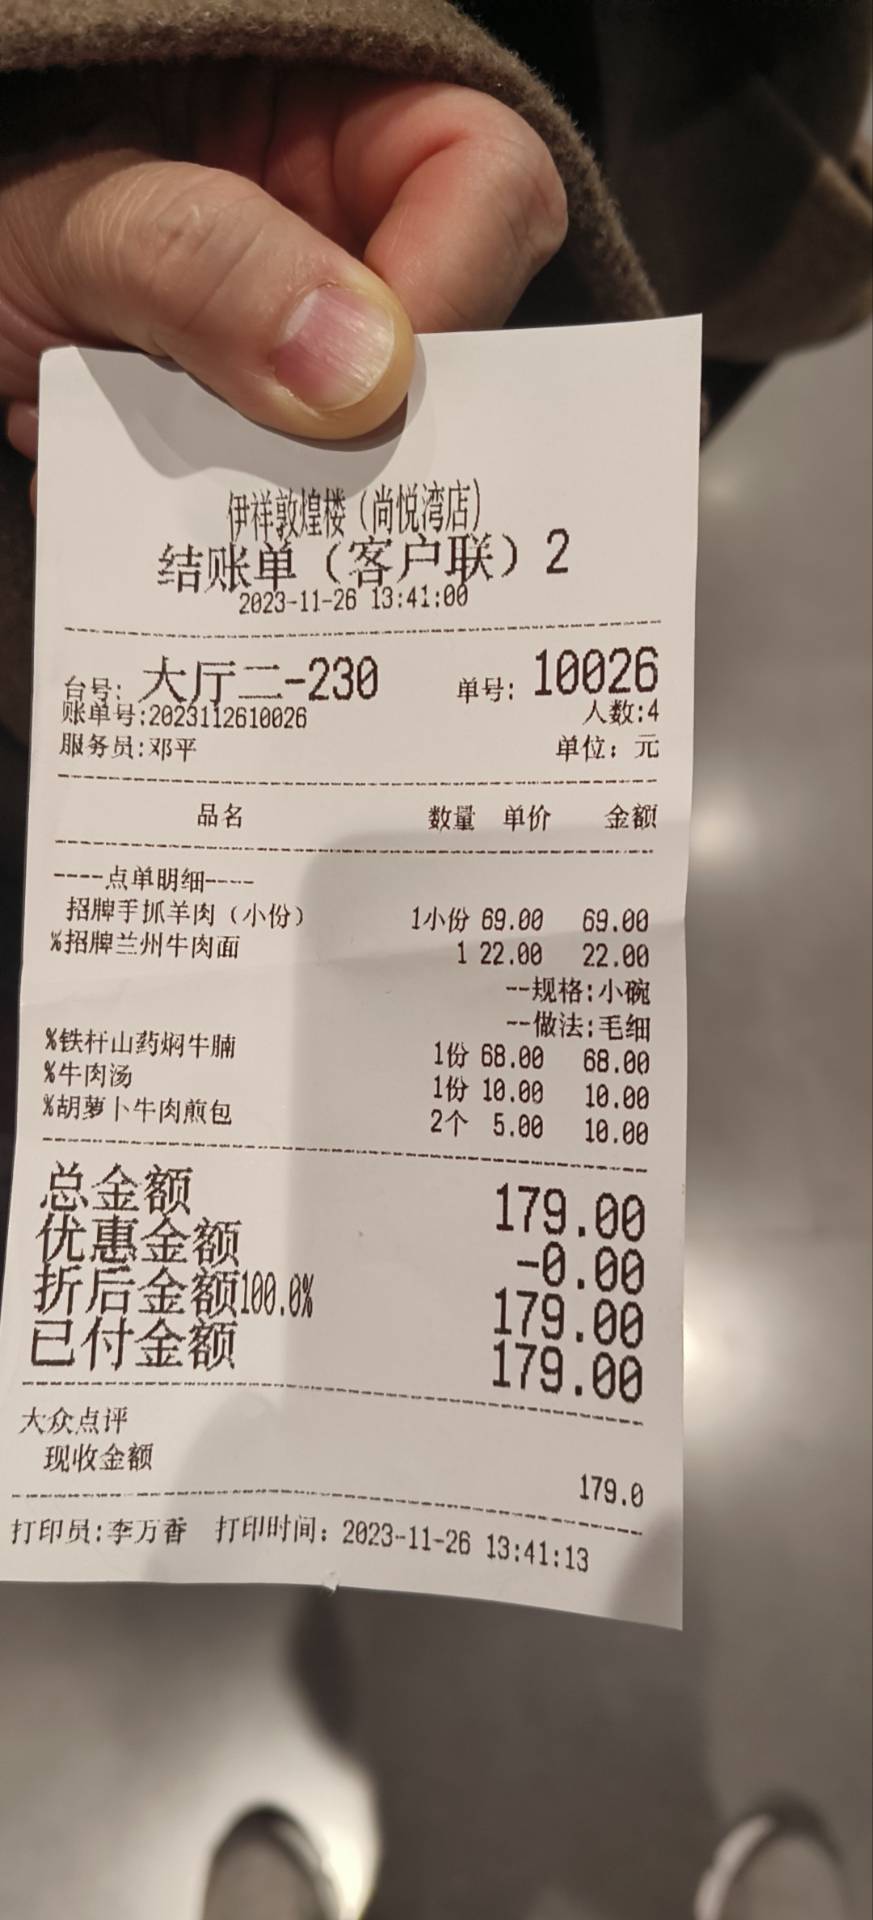 伊祥敦煌楼（尚悦湾店）
结账单（客户联）2
2023-11-26 13:41:00
台号: 大厅二-230 单号: 10026
账单号:2023112610026 人数:4
服务员:邓平 单位：元
品名 数量 单价 金额
----点单明细----
招牌手抓羊肉（小份） 1小份 69.00 69.00
%招牌兰州牛肉面 1 22.00 22.00
--规格:小碗
--做法:毛细
%铁杆山药焖牛腩 1份 68.00 68.00
%牛肉汤 1份 10.00 10.00
%胡萝卜牛肉煎包 2个 5.00 10.00
总金额 179.00
优惠金额 -0.00
折后金额100.0% 179.00
已付金额 179.00
大众点评
现收金额 179.0
打印员:李万香 打印时间：2023-11-26 13:41:13